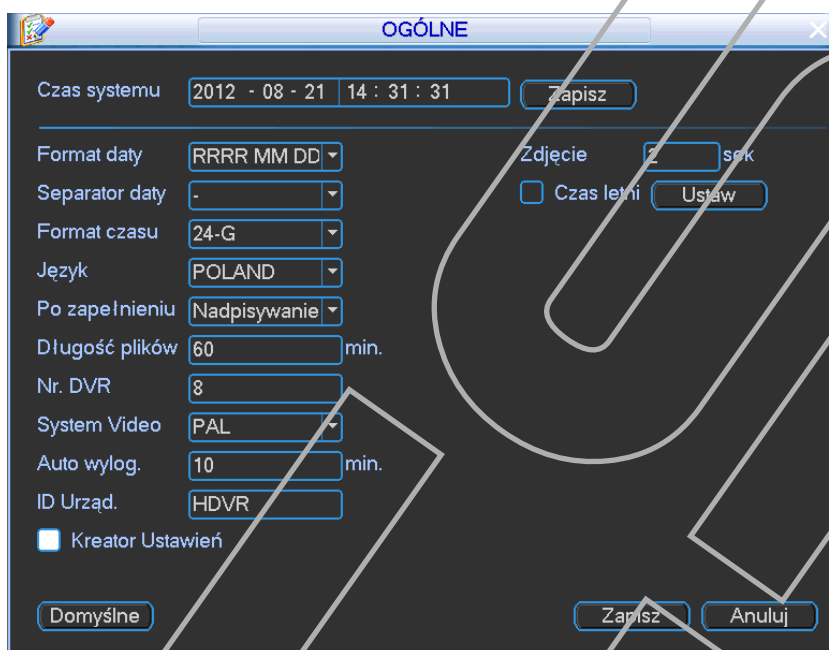 OGÓLNE
Czas systemu 2012 - 08 - 21 14 : 31 : 31 Zapisz
Format daty RRRR MM DD Zdjęcie 2 sek
Separator daty - Czas letni Ustaw
Format czasu 24-G
Język POLAND
Po zapełnieniu Nadpisywanie
Długość plików 60 min.
Nr. DVR 8
System Video PAL
Auto wylog. 10 min.
ID Urząd. HDVR
Kreator Ustawień
Domyślne Zapisz Anuluj